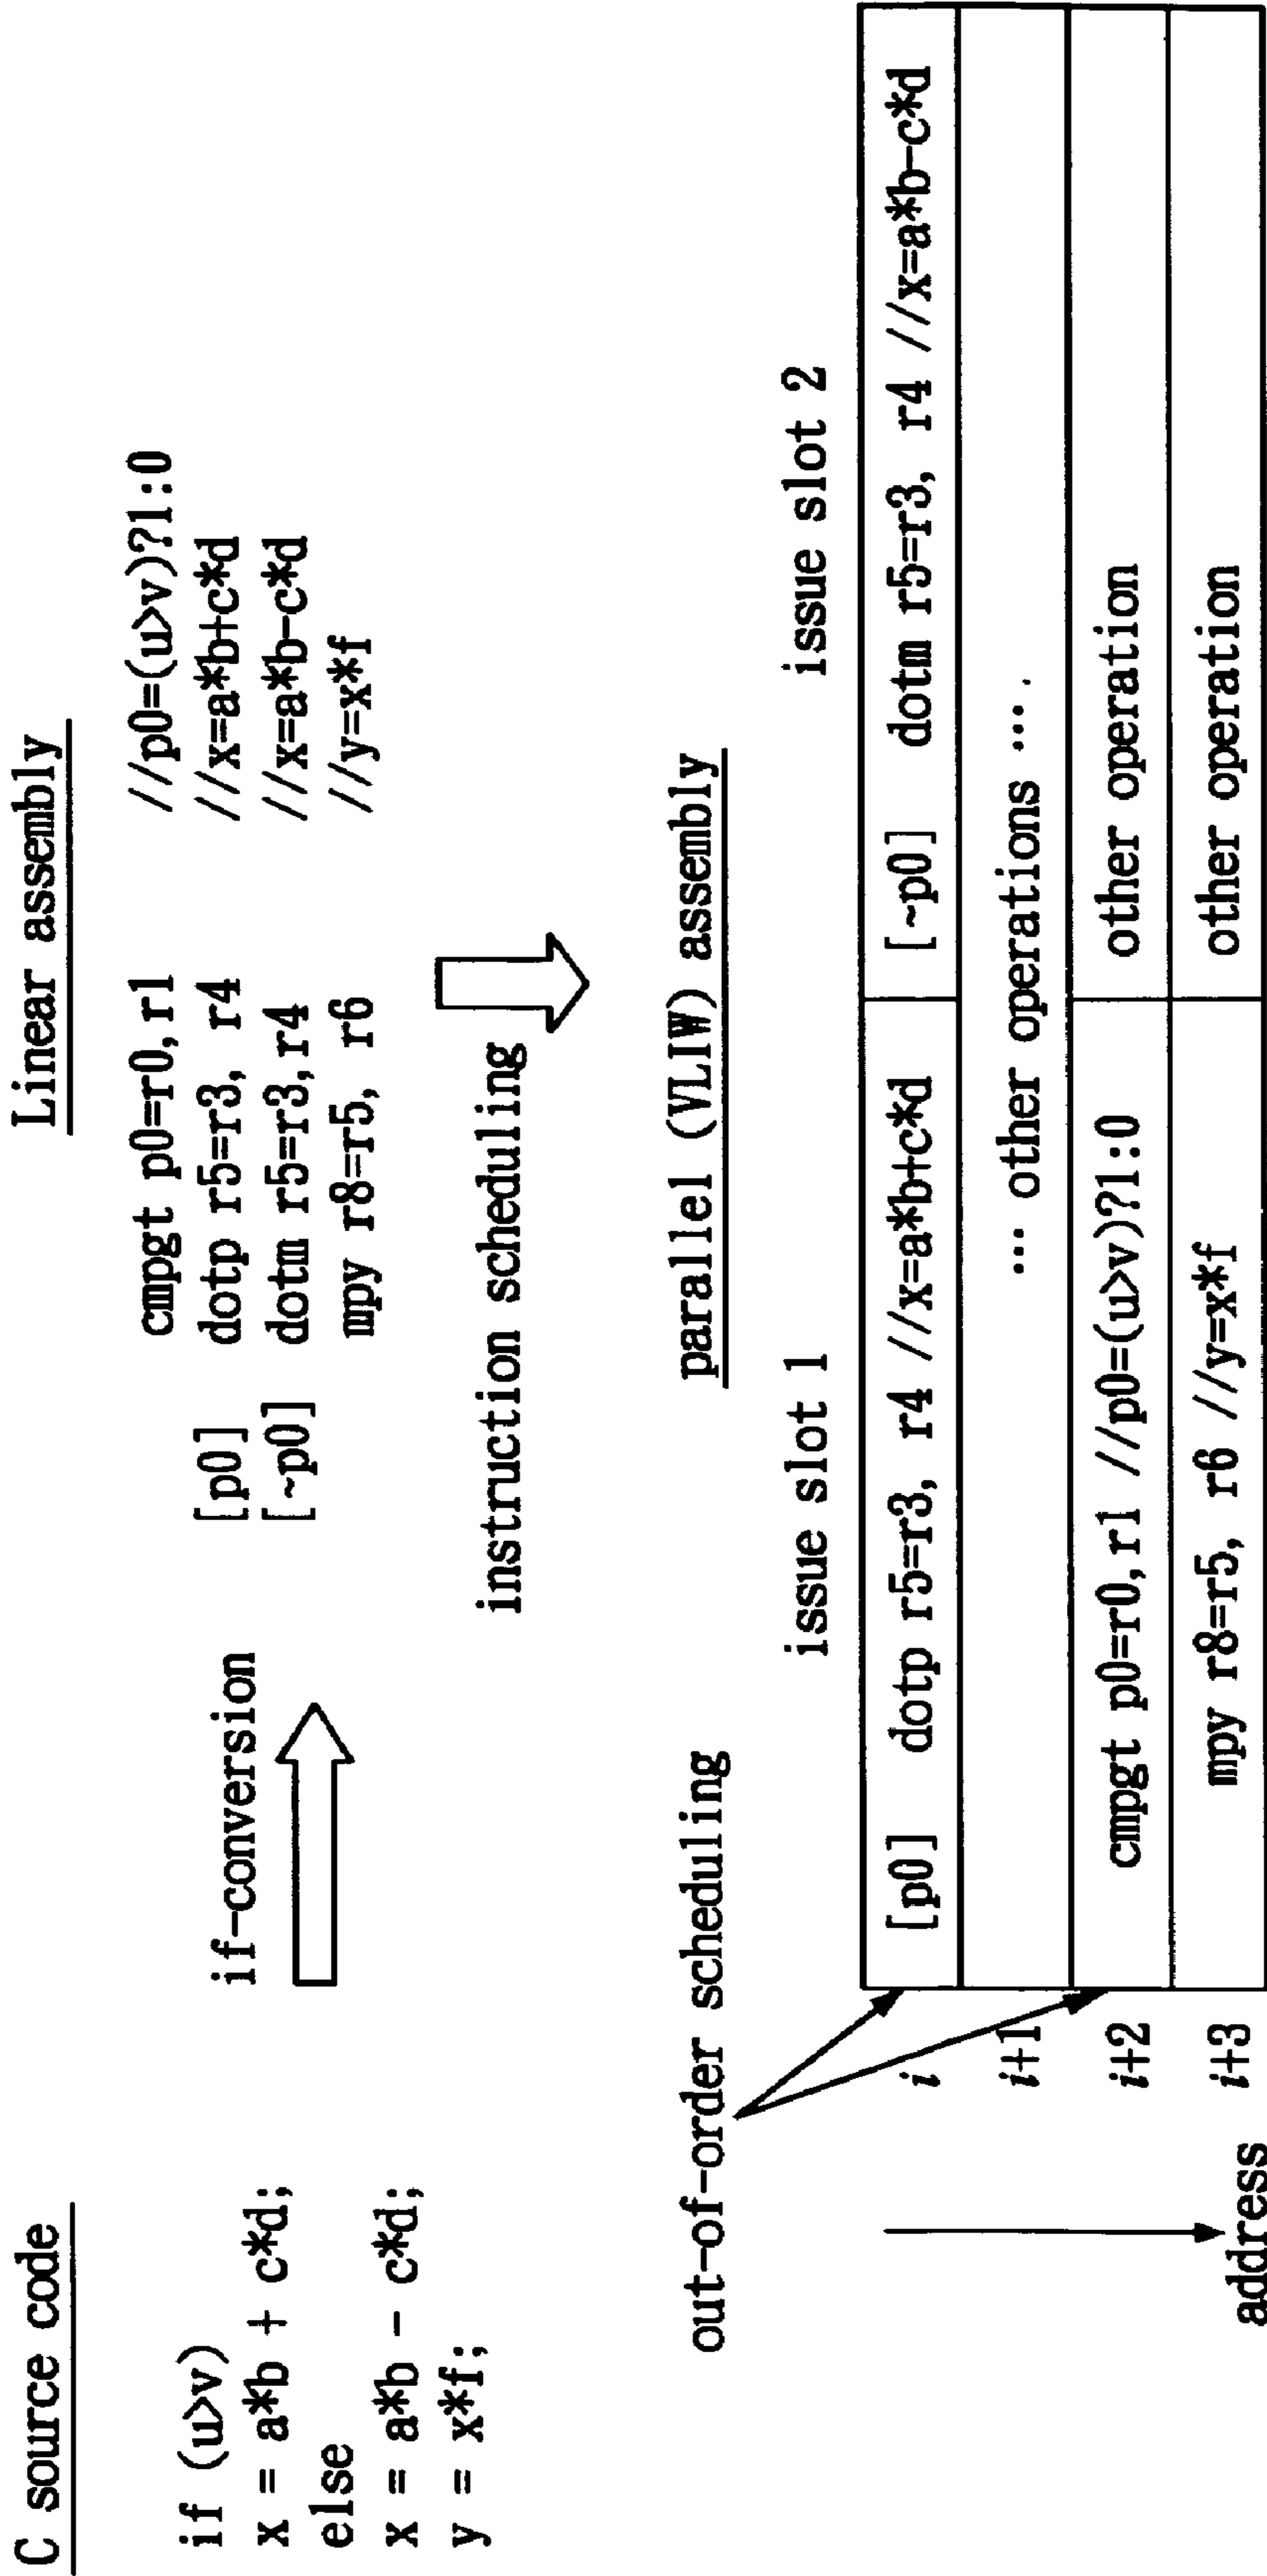 C source code
if (u>v)
x = a*b + c*d;
else
x = a*b - c*d;
y = x*f;
if-conversion
Linear assembly
cmpgt p0=r0,r1 //p0=(u>v)?1:0
[p0] dotp r5=r3, r4 //x=a*b+c*d
[~p0] dotm r5=r3,r4 //x=a*b-c*d
mpy r8=r5, r6 //y=x*f
instruction scheduling
parallel (VLIW) assembly
out-of-order scheduling
issue slot 1 issue slot 2
i [p0] dotp r5=r3, r4 //x=a*b+c*d [~p0] dotm r5=r3, r4 //x=a*b-c*d
i+1 ... other operations ...
i+2 cmpgt p0=r0,r1 //p0=(u>v)?1:0 other operation
i+3 mpy r8=r5, r6 //y=x*f other operation
address